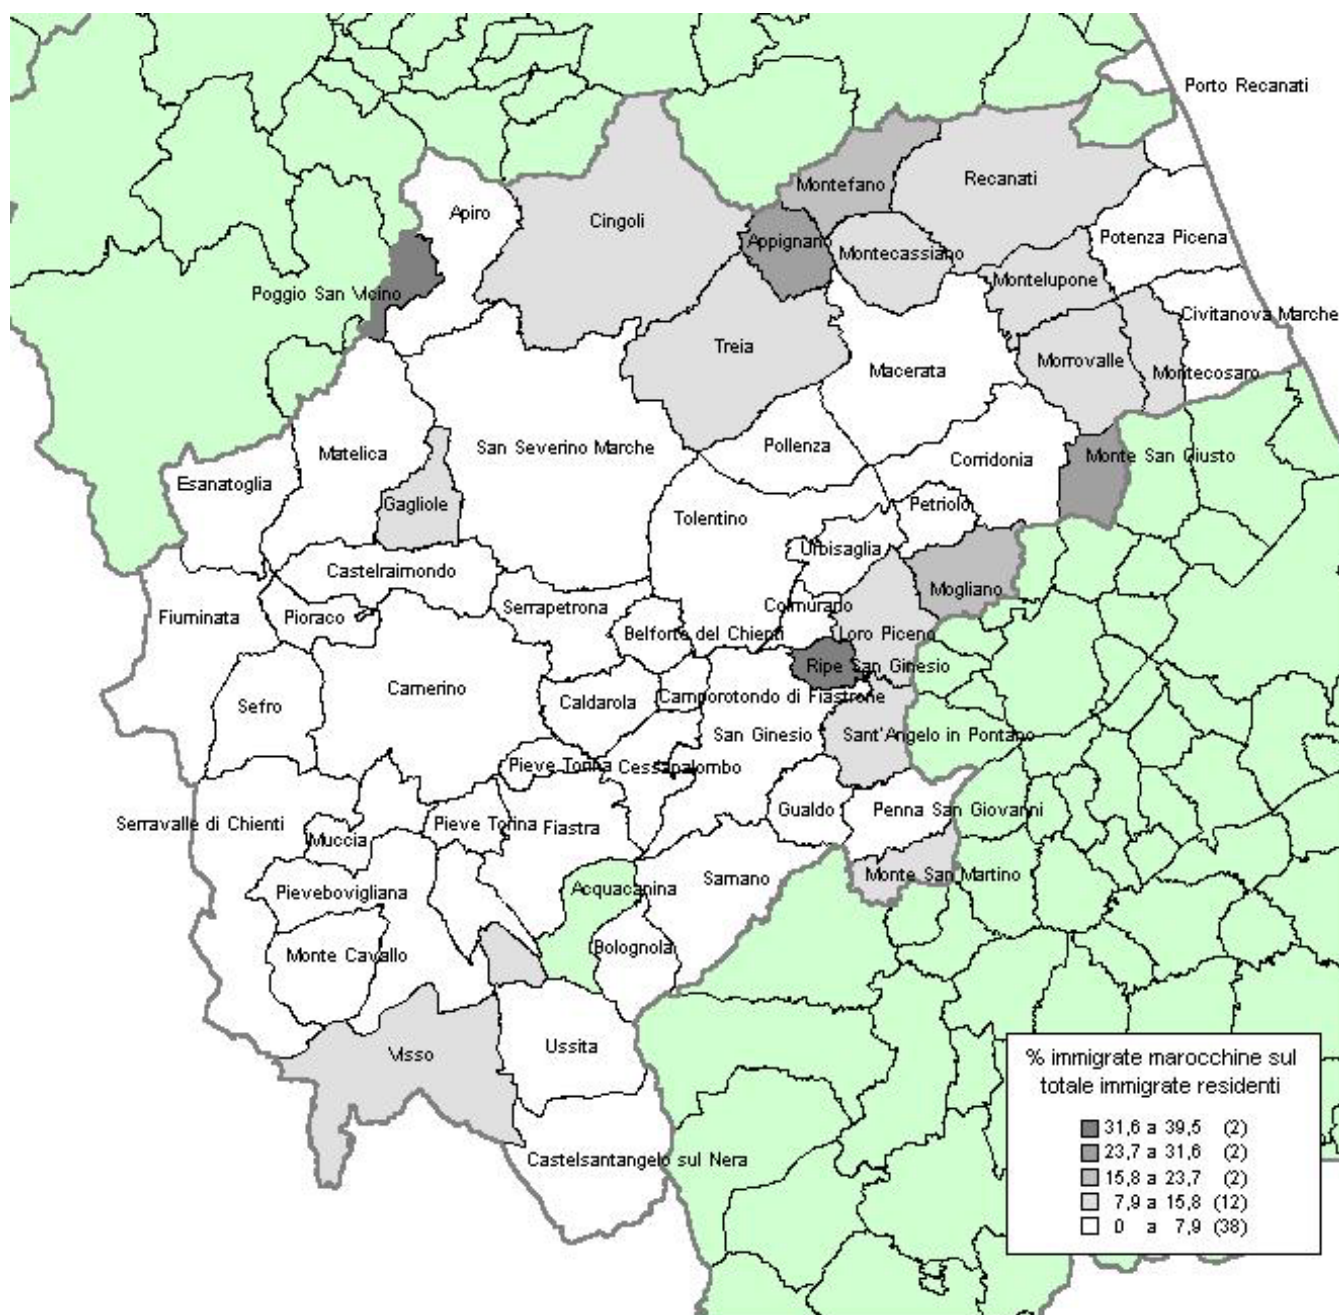 Porto Recanati
Recanati
Montefano
Apiro
Cingoli
Appignano
Montecassiano
Potenza Picena
Montelupone
Poggio San Vicino
Civitanova Marche
Treia
Macerata
Morrovalle
Montecosaro
San Severino Marche
Pollenza
Matelica
Corridonia
Monte San Giusto
Esanatoglia
Gagliole
Petriolo
Tolentino
Urbisaglia
Castelraimondo
Mogliano
Fiuminata
Pioraco
Serrapetrona
Colmurano
Belforte del Chienti
Loro Piceno
Ripe San Ginesio
Camerino
Camporotondo di Fiastrone
Caldarola
Sefro
San Ginesio
Sant'Angelo in Pontano
Pieve Torina
Cessapalombo
Gualdo
Penna San Giovanni
Serravalle di Chienti
Pieve Torina
Fiastra
Muccia
Monte San Martino
Sarnano
Pievebovigliana
Acquacanina
Bolognola
Monte Cavallo
Ussita
Visso
Castelsantangelo sul Nera
% immigrate marocchine sul
totale immigrate residenti
31,6 a 39,5 (2)
23,7 a 31,6 (2)
15,8 a 23,7 (2)
7,9 a 15,8 (12)
0 a 7,9 (38)